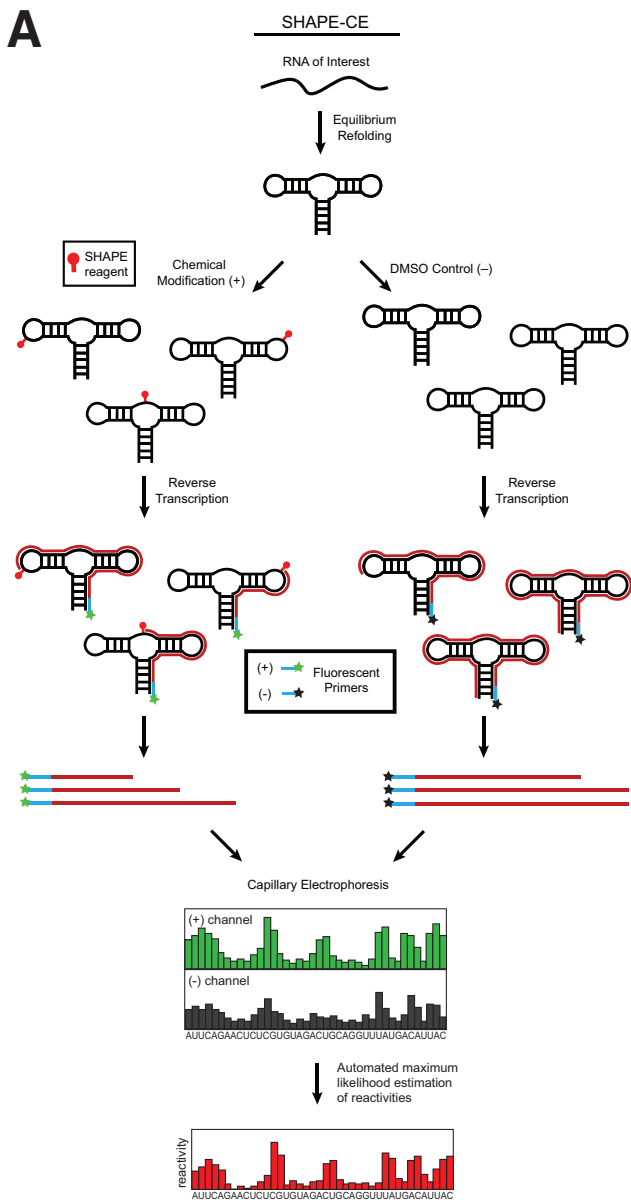 A
SHAPE-CE
RNA of Interest
Equilibrium
Refolding
SHAPE
reagent
Chemical
Modification (+)
DMSO Control (–)
Reverse
Transcription
Reverse
Transcription
(+)
(-)
Fluorescent
Primers
Capillary Electrophoresis
(+) channel
(-) channel
AUUCAGAACUCUCGUGUAGACUGCAGGUUUAUGACAUUAC
Automated maximum
likelihood estimation
of reactivities
reactivity
AUUCAGAACUCUCGUGUAGACUGCAGGUUUAUGACAUUAC